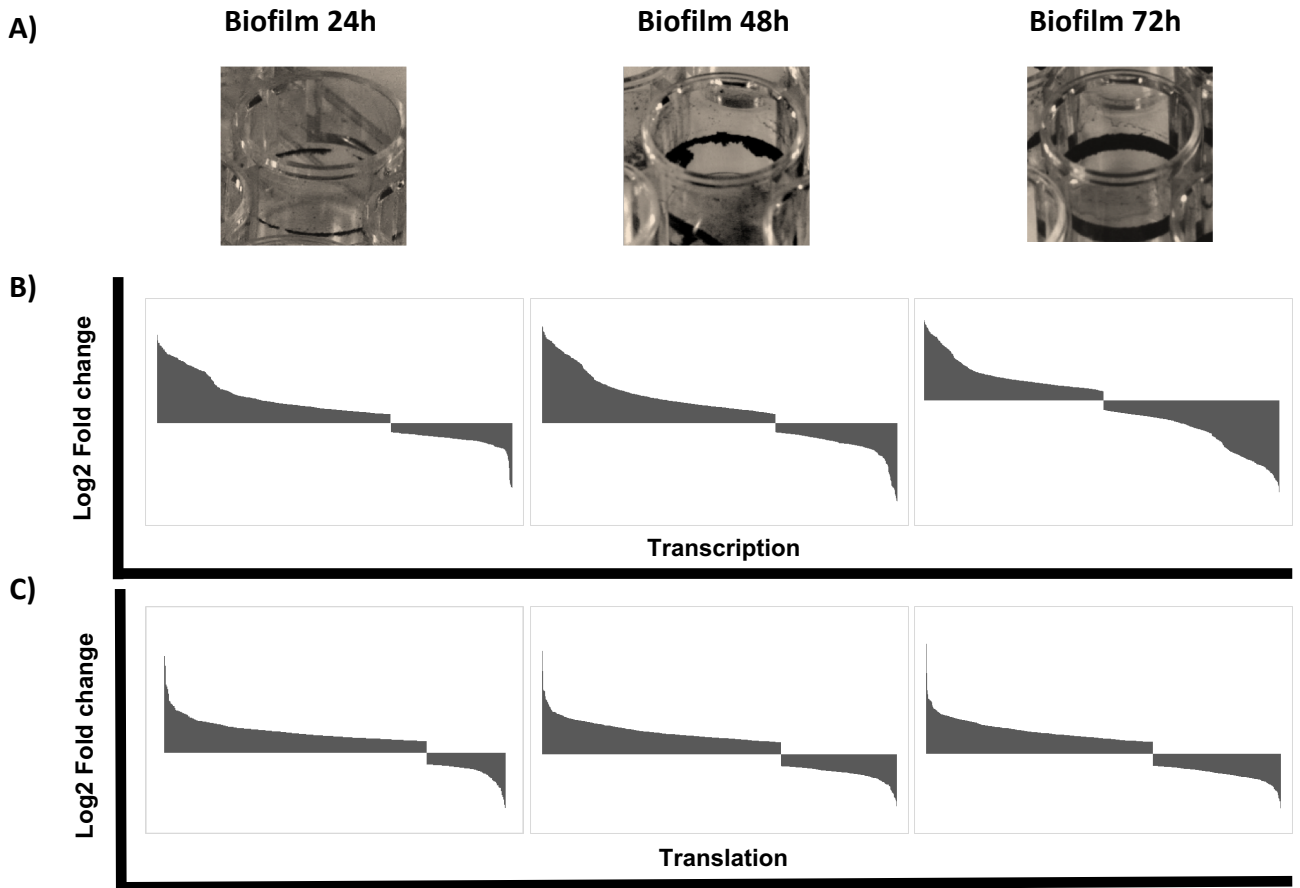 A)
Biofilm 24h
Biofilm 48h
Biofilm 72h
B)
Log2 Fold change
Transcription
C)
Log2 Fold change
Translation